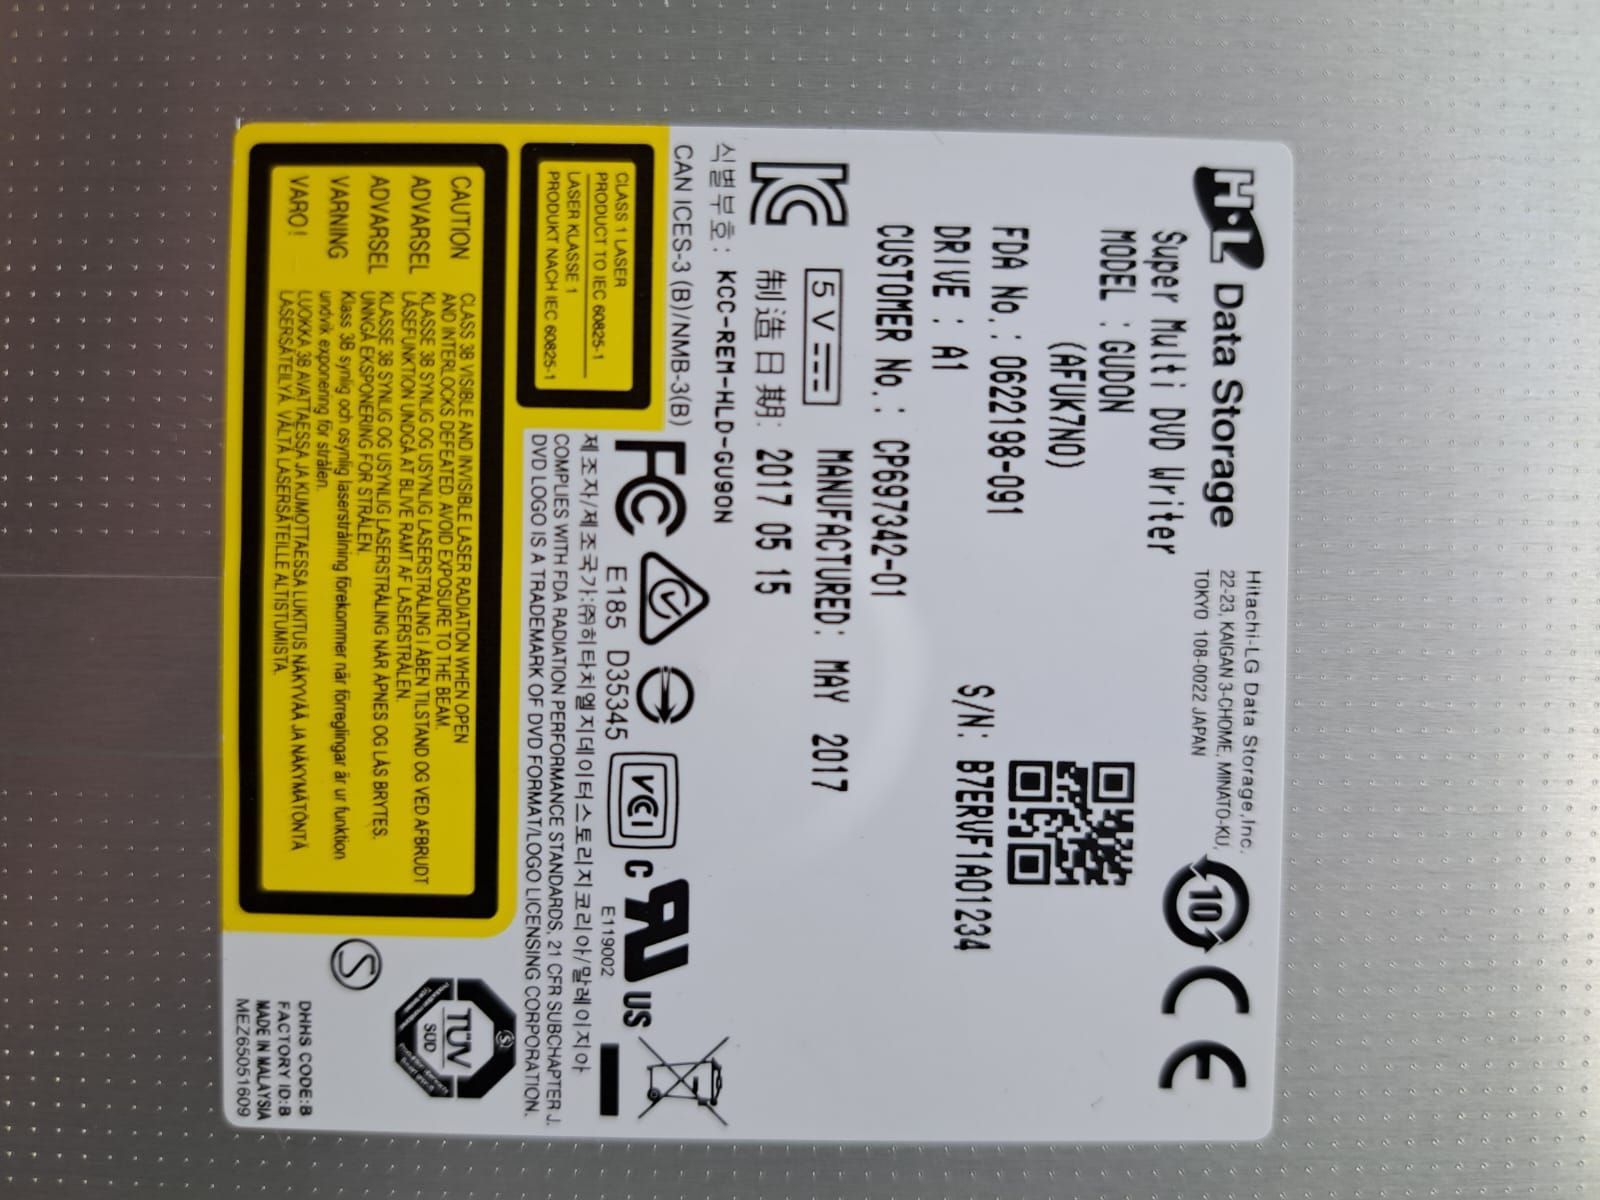 H·L Data Storage
Hitachi-LG Data Storage,Inc.
22-23, KAIGAN 3-CHOME, MINATO-KU,
TOKYO 108-0022 JAPAN
10
CE
Super Multi DVD Writer
MODEL : GUD0N
(AFUK7N0)
FDA No.: 0622198-091
DRIVE : A1
S/N: B7ERVF1A01234
CUSTOMER No.: CP697342-01
5V
MANUFACTURED: MAY 2017
制造日期: 2017 05 15
식별부호: KCC-REM-HLD-GU90N
CAN ICES-3 (B)/NMB-3(B)
FC
VCI
c RU US
E185 D35345
E119002
제조자/제조국가:㈜히타치엘지데이터스토리지코리아/말레이지아
COMPLIES WITH FDA RADIATION PERFORMANCE STANDARDS, 21 CFR SUBCHAPTER J.
DVD LOGO IS A TRADEMARK OF DVD FORMAT/LOGO LICENSING CORPORATION.
CLASS 1 LASER
PRODUCT TO IEC 60825-1
LASER KLASSE 1
PRODUKT NACH IEC 60825-1
CAUTION CLASS 3B VISIBLE AND INVISIBLE LASER RADIATION WHEN OPEN
AND INTERLOCKS DEFEATED. AVOID EXPOSURE TO THE BEAM.
ADVARSEL KLASSE 3B SYNLIG OG USYNLIG LASERSTRÅLING I ÅBEN TILSTAND OG VED AFBRUDT
LÅSEFUNKTION UNDGÅ AT BLIVE RAMT AF LASERSTRÅLEN.
ADVARSEL KLASSE 3B SYNLIG OG USYNLIG LASERSTRÅLING NÅR ÅPNES OG LÅS BRYTES.
UNNGÅ EKSPONERING FOR STRÅLEN.
VARNING Klass 3B synlig och osynlig laserstrålning förekommer när förreglingar är ur funktion
undvik exponering för strålen.
VARO! LUOKKA 3B AVATTAESSA JA KUMOTTAESSA LUKITUS NÄKYVÄÄ JA NÄKYMÄTÖNTÄ
LASERSÄTEILYÄ, VÄLTÄ LASERSÄTEILLE ALTISTUMISTA.
S
TÜV
SÜD
DHHS CODE:B
FACTORY ID:B
MADE IN MALAYSIA
MEZ65051609